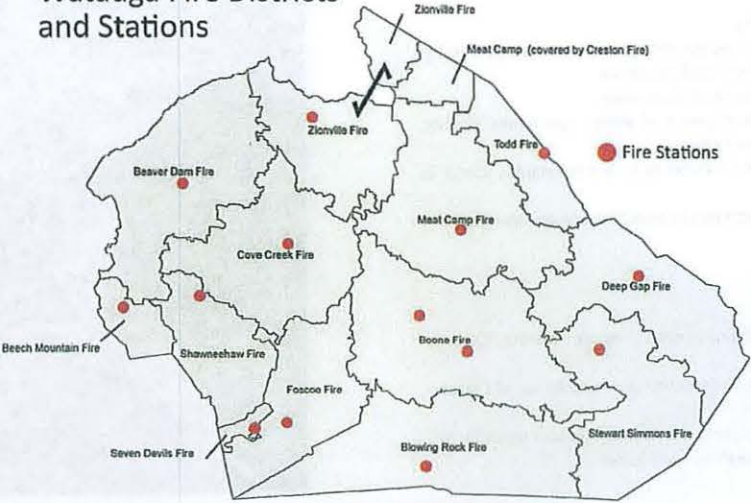 Watauga Fire Districts
and Stations
Zionville Fire
Meat Camp (covered by Creston Fire)
Zionville Fire
Todd Fire
Fire Stations
Beaver Dam Fire
Meat Camp Fire
Cove Creek Fire
Deep Gap Fire
Boone Fire
Beech Mountain Fire
Shawneehaw Fire
Foscoe Fire
Stewart Simmons Fire
Seven Devils Fire
Blowing Rock Fire